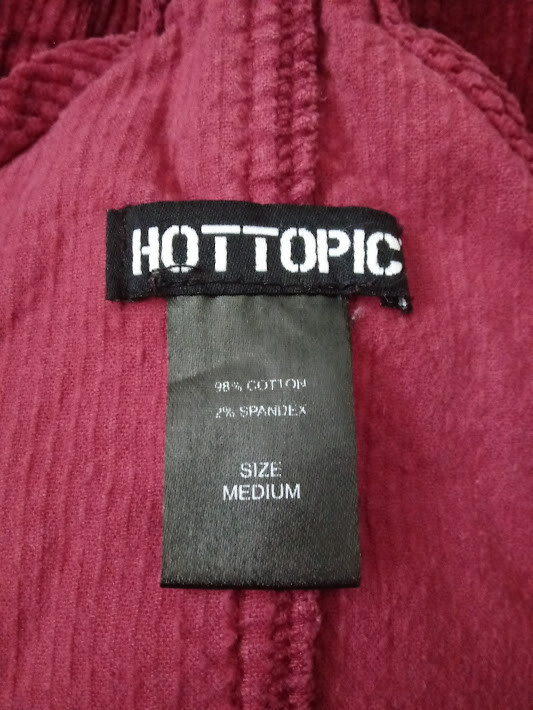 HOTTOPIC
98% COTTON
2% SPANDEX
SIZE
MEDIUM